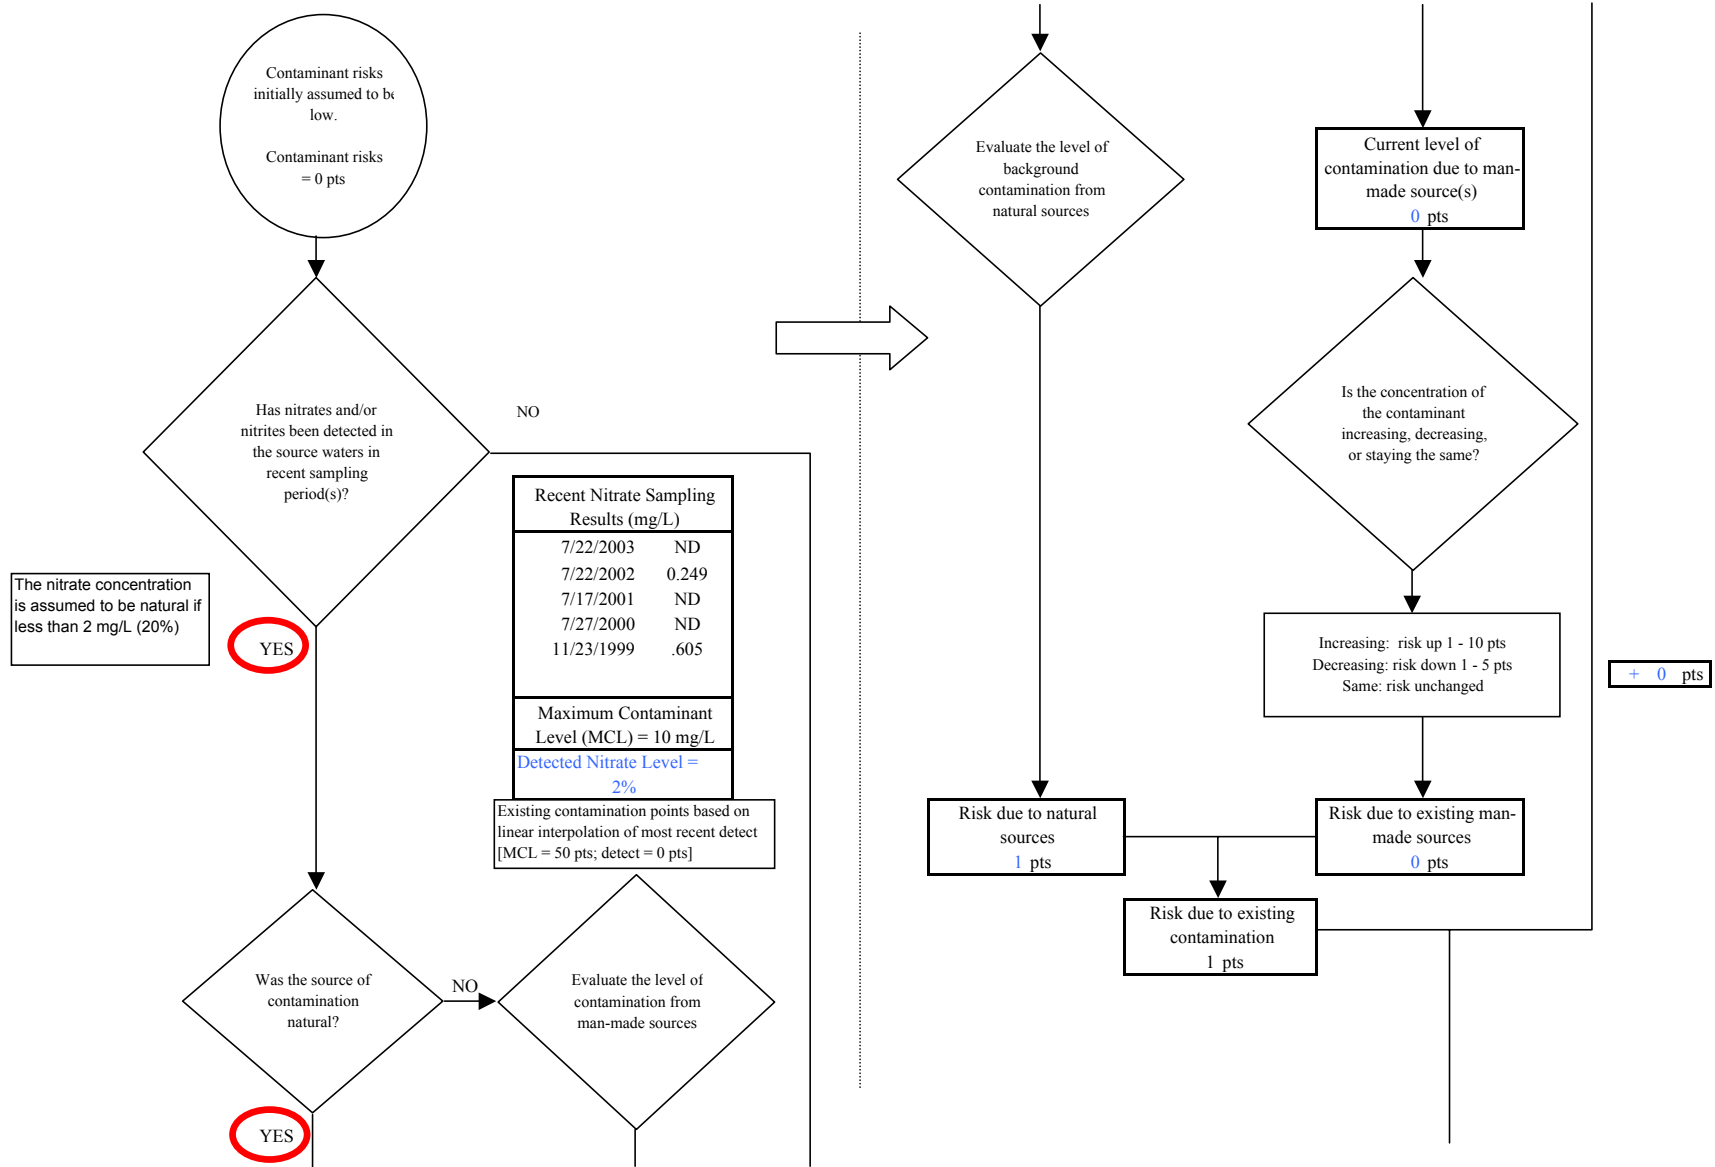 Contaminant risks
initially assumed to be
low.
Contaminant risks
= 0 pts
Has nitrates and/or
nitrites been detected in
the source waters in
recent sampling
period(s)?
NO
The nitrate concentration
is assumed to be natural if
less than 2 mg/L (20%)
YES
Recent Nitrate Sampling
Results (mg/L)
7/22/2003 ND
7/22/2002 0.249
7/17/2001 ND
7/27/2000 ND
11/23/1999 .605
Maximum Contaminant
Level (MCL) = 10 mg/L
Detected Nitrate Level =
2%
Existing contamination points based on
linear interpolation of most recent detect
[MCL = 50 pts; detect = 0 pts]
Was the source of
contamination
natural?
NO
Evaluate the level of
contamination from
man-made sources
YES
Evaluate the level of
background
contamination from
natural sources
Current level of
contamination due to man-
made source(s)
0 pts
Is the concentration of
the contaminant
increasing, decreasing,
or staying the same?
Increasing: risk up 1 - 10 pts
Decreasing: risk down 1 - 5 pts
Same: risk unchanged
+ 0 pts
Risk due to natural
sources
1 pts
Risk due to existing man-
made sources
0 pts
Risk due to existing
contamination
1 pts